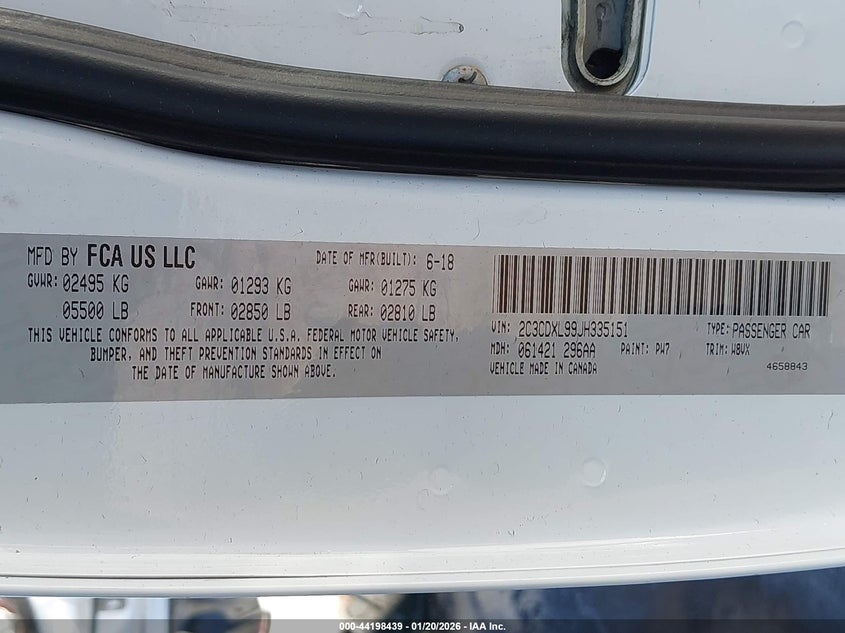 MFD BY FCA US LLC
DATE OF MFR(BUILT): 6-18
GVWR: 02495 KG GAWR: 01293 KG GAWR: 01275 KG
05500 LB FRONT: 02850 LB REAR: 02810 LB
THIS VEHICLE CONFORMS TO ALL APPLICABLE U.S.A. FEDERAL MOTOR VEHICLE SAFETY,
BUMPER, AND THEFT PREVENTION STANDARDS IN EFFECT ON
THE DATE OF MANUFACTURE SHOWN ABOVE.
VIN: 2C3CDXL99JH335151 TYPE: PASSENGER CAR
MDH: 061421 296AA PAINT: PW7 TRIM: W8VX
VEHICLE MADE IN CANADA 4658843
000-44198439 - 01/20/2026 - IAA Inc.